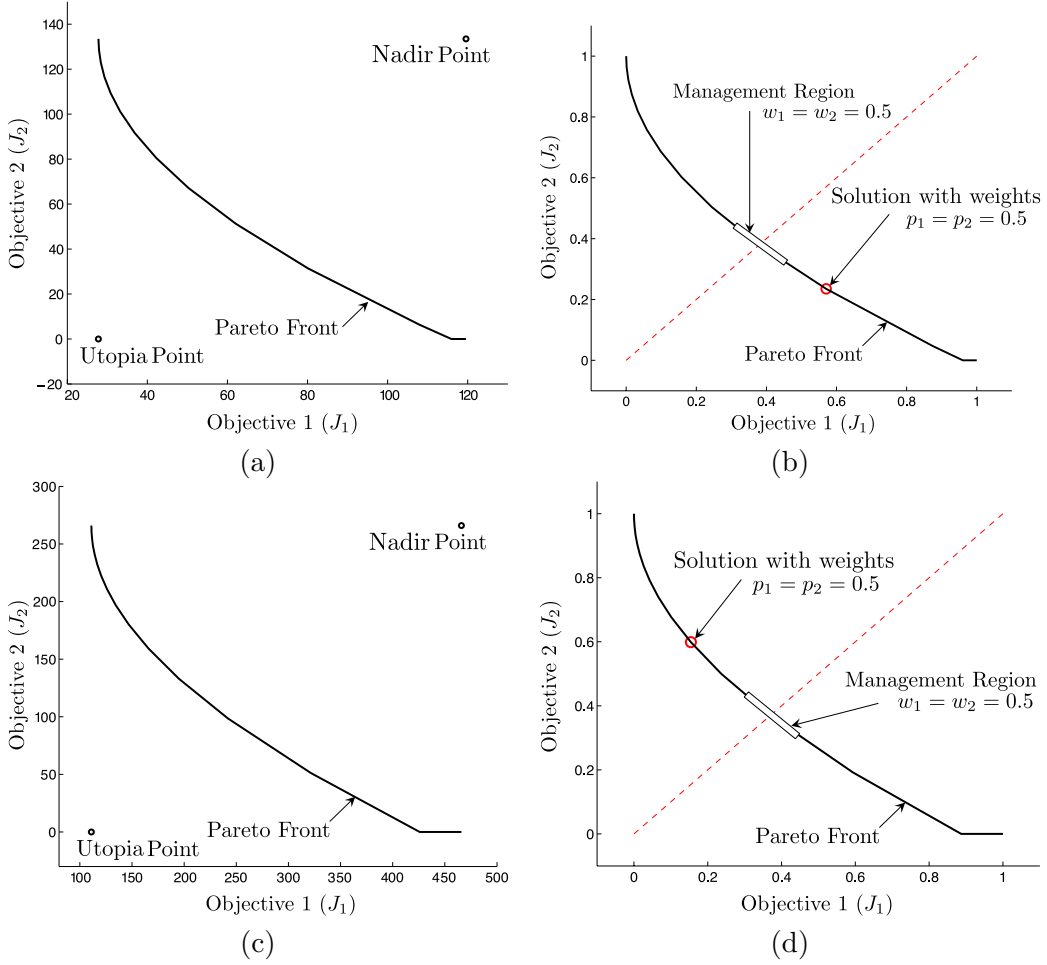 140
120
100
80
60
40
20
0
−20
20
40
60
80
100
120
Objective 2 (J2)
Objective 1 (J1)
Nadir Point
Utopia Point
Pareto Front
(a)
1
0.8
0.6
0.4
0.2
0
0
0.2
0.4
0.6
0.8
1
Objective 2 (J2)
Objective 1 (J1)
Management Region
w1 = w2 = 0.5
Solution with weights
p1 = p2 = 0.5
Pareto Front
(b)
300
250
200
150
100
50
0
100
150
200
250
300
350
400
450
500
Objective 2 (J2)
Objective 1 (J1)
Nadir Point
Utopia Point
Pareto Front
(c)
1
0.8
0.6
0.4
0.2
0
0
0.2
0.4
0.6
0.8
1
Objective 2 (J2)
Objective 1 (J1)
Solution with weights
p1 = p2 = 0.5
Management Region
w1 = w2 = 0.5
Pareto Front
(d)